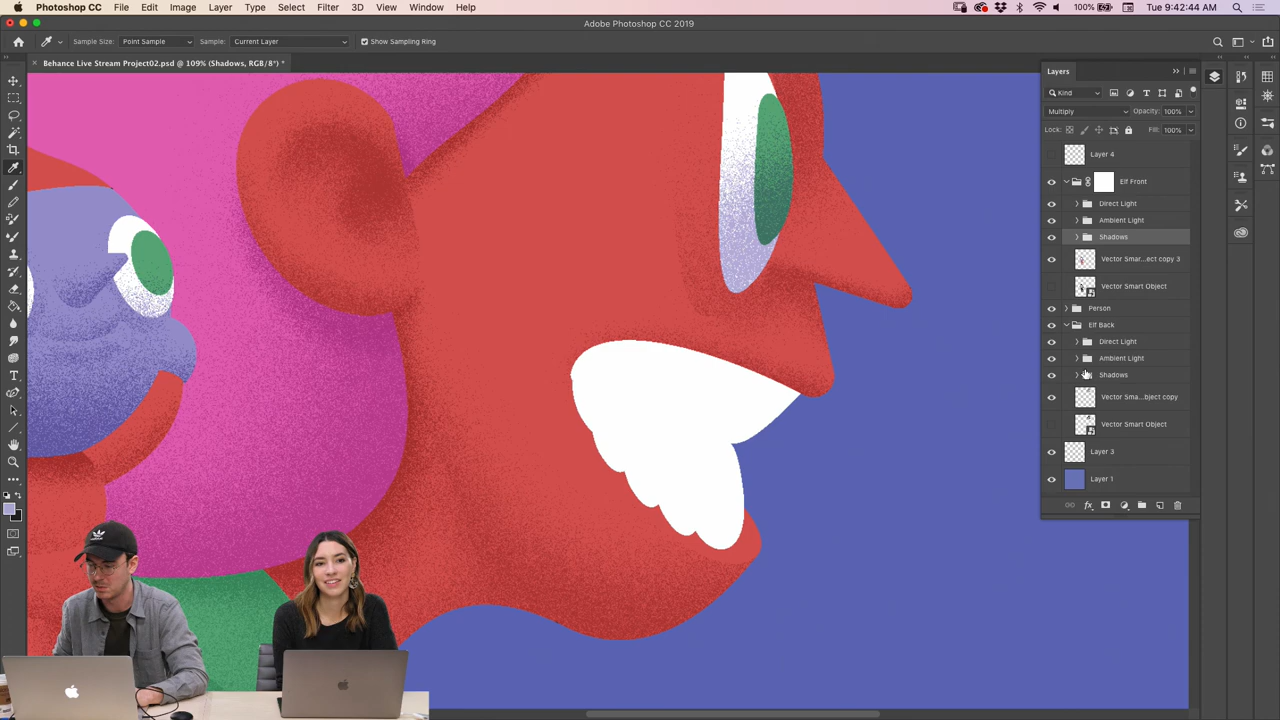 Photoshop CC File Edit Image Layer Type Select Filter 3D View Window Help 100% Tue 9:42:44 AM
Adobe Photoshop CC 2019
Sample Size: Point Sample Sample: Current Layer Show Sampling Ring
Behance Live Stream Project02.psd @ 109% (Shadows, RGB/8*) *
Layers
Kind
Multiply Opacity: 100%
Lock: Fill: 100%
Layer 4
Elf Front
Direct Light
Ambient Light
Shadows
Vector Smar...ect copy 3
Vector Smart Object
Person
Elf Back
Direct Light
Ambient Light
Shadows
Vector Sma...bject copy
Vector Smart Object
Layer 3
Layer 1
fx